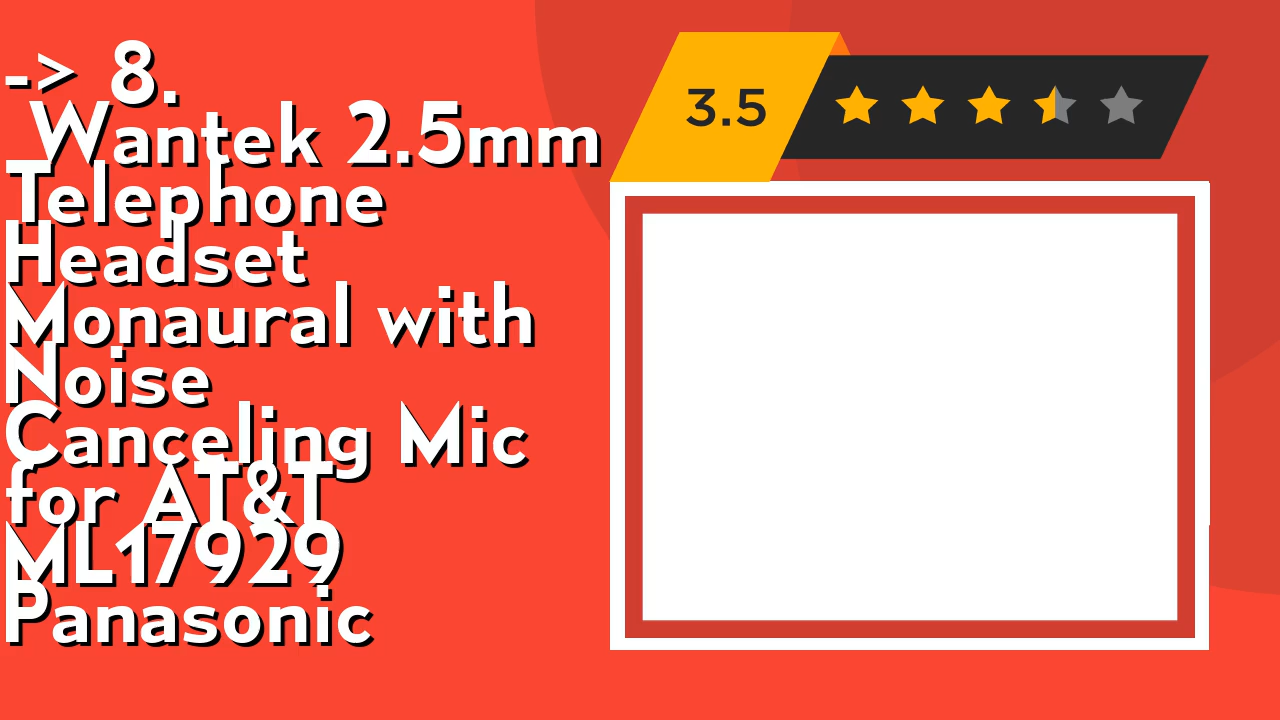 -> 8.
Wantek 2.5mm
Telephone
Headset
Monaural with
Noise
Canceling Mic
for AT&T
ML17929
Panasonic
3.5